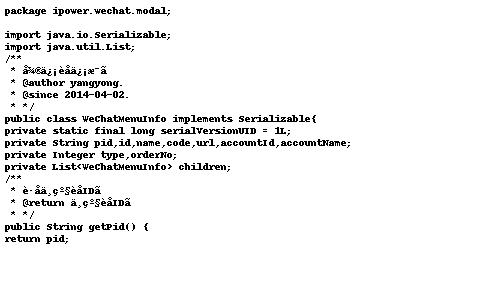 package ipower.wechat.modal;
import java.io.Serializable;
import java.util.List;
/**
* å¾®ä¿¡èåä¿¡æ¯ã
* @author yangyong.
* @since 2014-04-02.
* */
public class WeChatMenuInfo implements Serializable{
private static final long serialVersionUID = 1L;
private String pid,id,name,code,url,accountId,accountName;
private Integer type,orderNo;
private List<WeChatMenuInfo> children;
/**
* è·åä¸çº§èåIDã
* @return ä¸çº§èåIDã
* */
public String getPid() {
return pid;